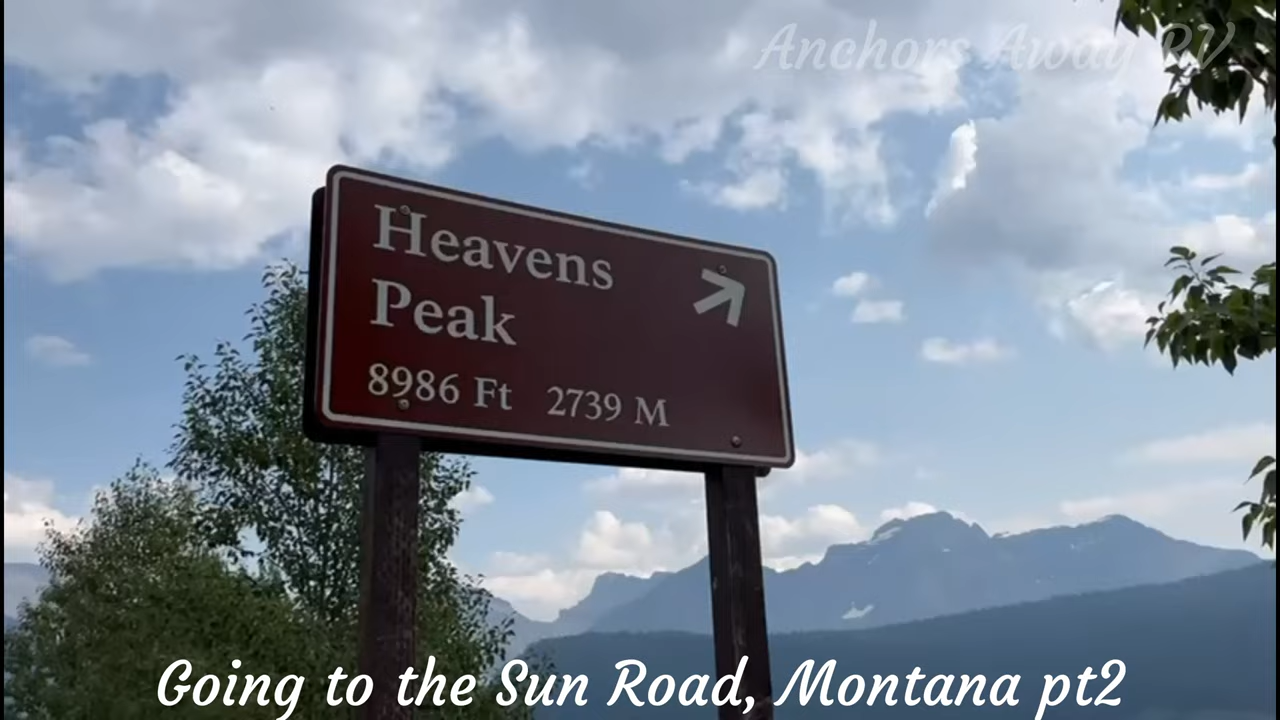 Anchors Away RV
Heavens
Peak
8986 Ft 2739 M
Going to the Sun Road, Montana pt2